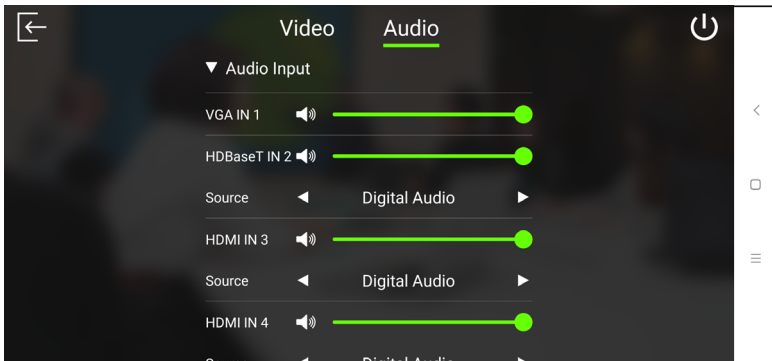 Video Audio
▼ Audio Input
VGA IN 1
HDBaseT IN 2
Source ◀ Digital Audio ▶
HDMI IN 3
Source ◀ Digital Audio ▶
HDMI IN 4